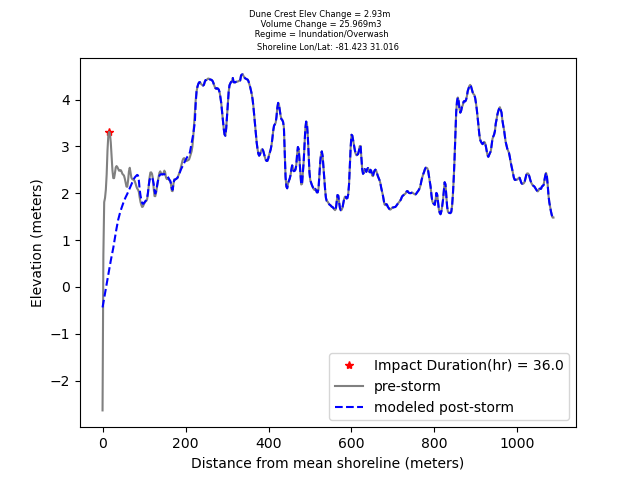 Dune Crest Elev Change = 2.93m
Volume Change = 25.969m3
Regime = Inundation/Overwash
Shoreline Lon/Lat: -81.423 31.016
4
3
2
1
0
−1
−2
Elevation (meters)
Impact Duration(hr) = 36.0
pre-storm
modeled post-storm
0 200 400 600 800 1000
Distance from mean shoreline (meters)